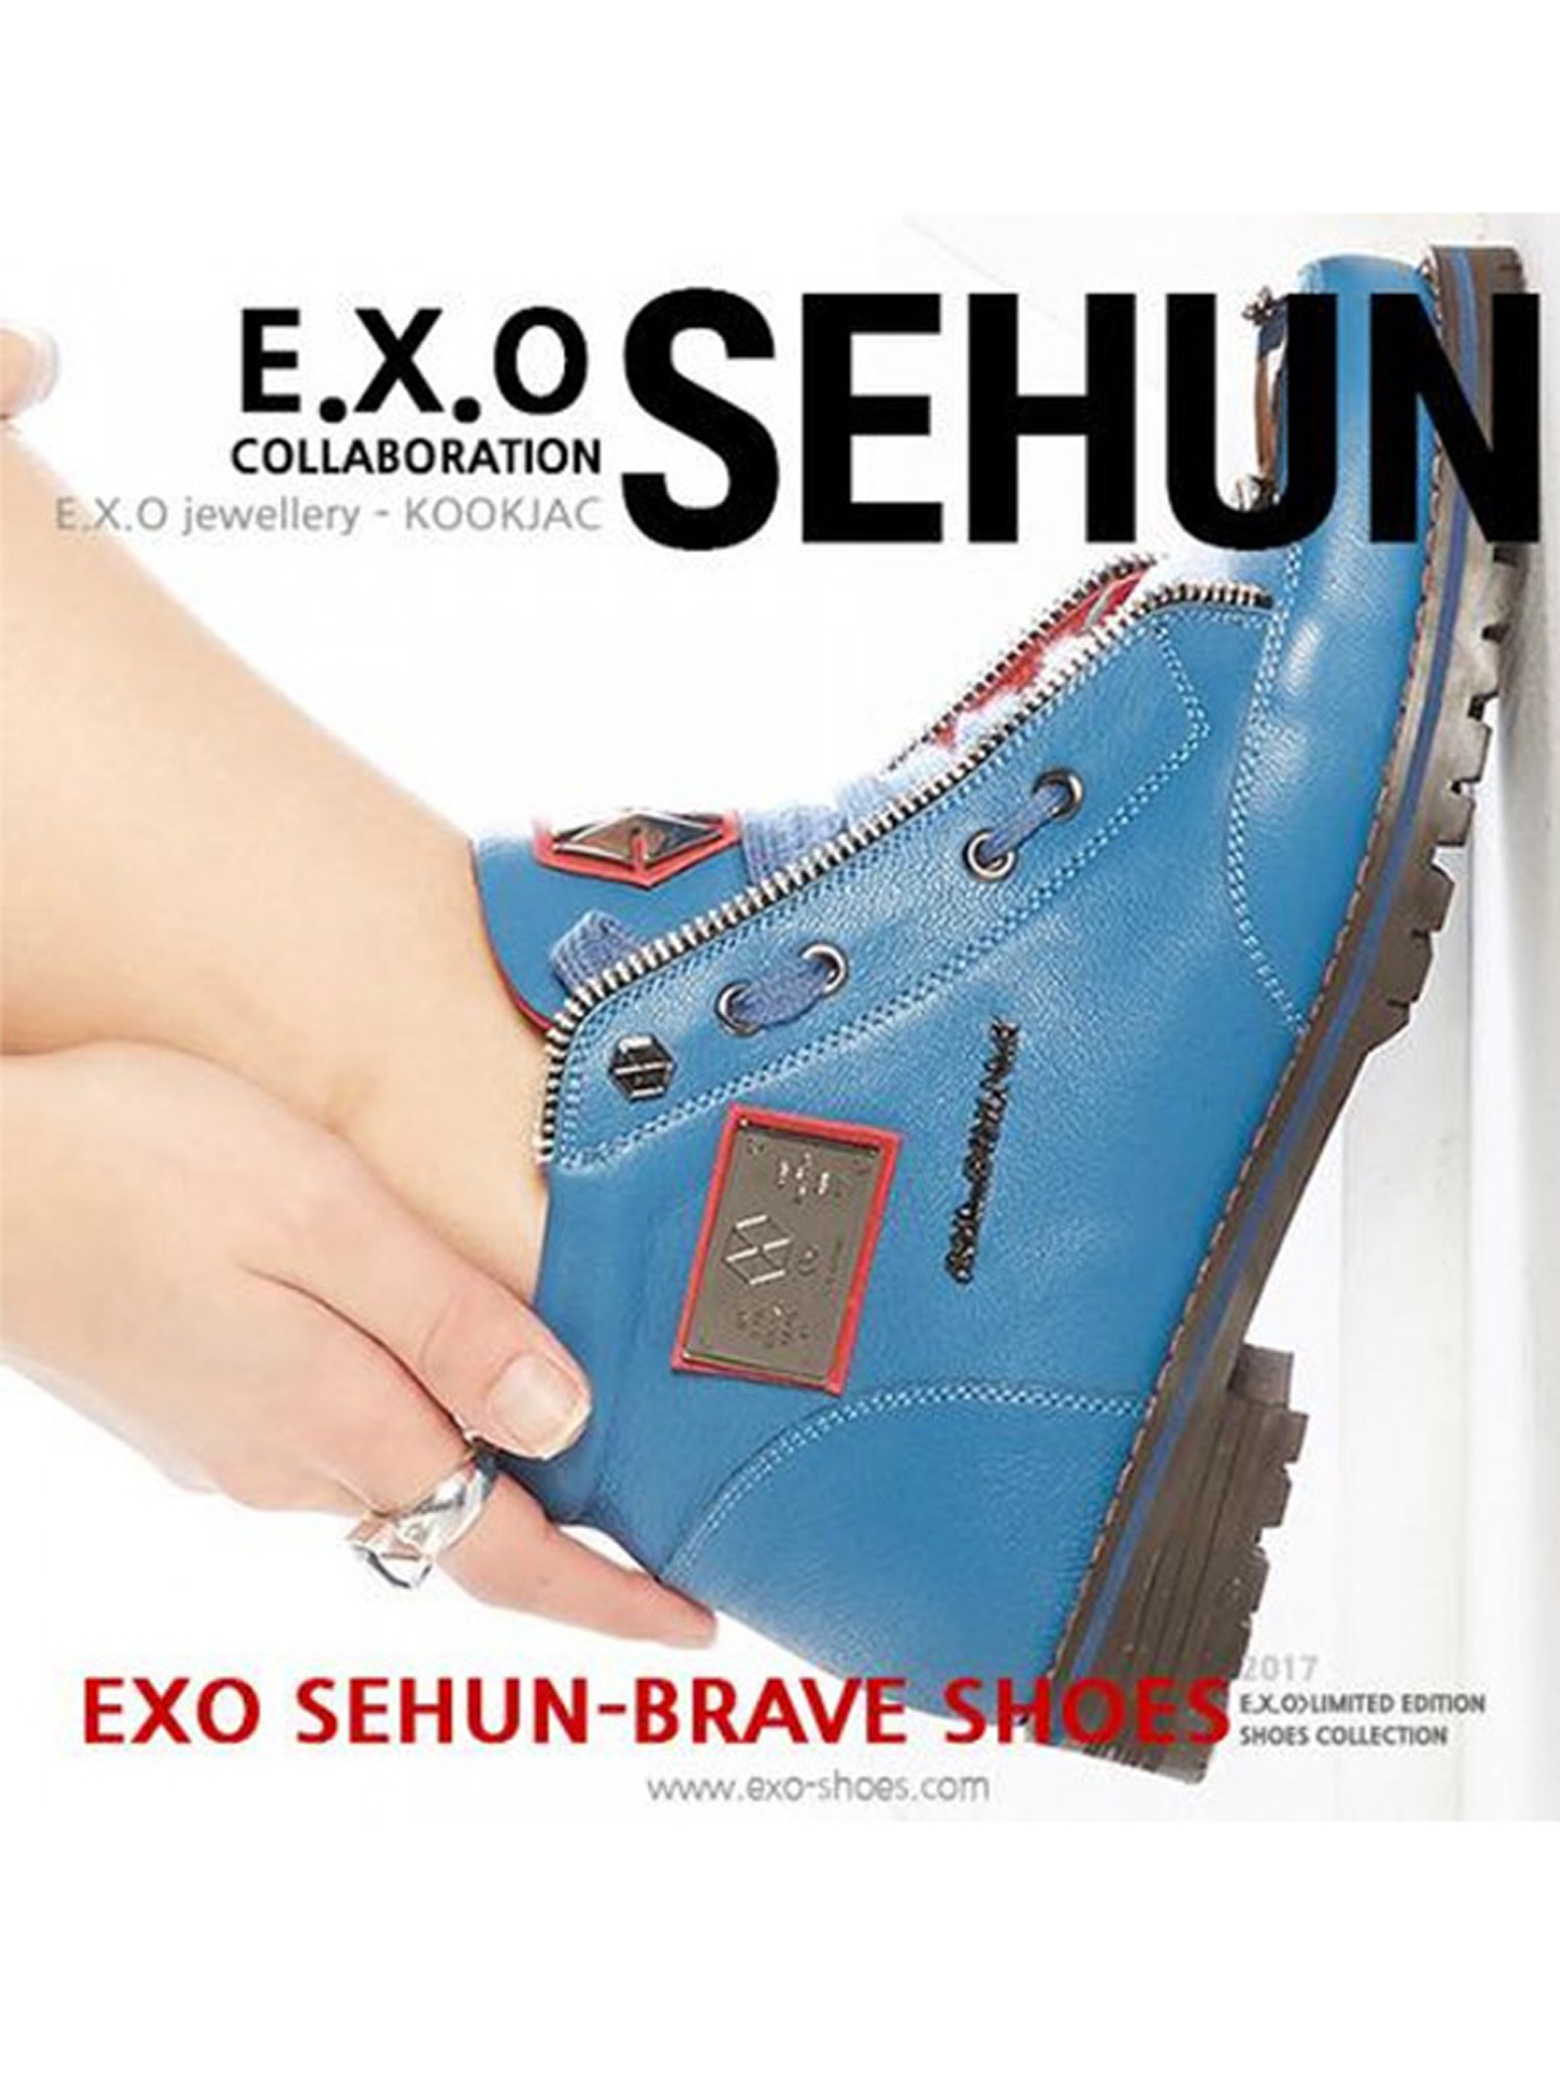 E.X.O SEHUN
COLLABORATION
E.X.O jewellery - KOOKJAC
EXO SEHUN-BRAVE SHOES
2017
E.X.O>LIMITED EDITION
SHOES COLLECTION
www.exo-shoes.com